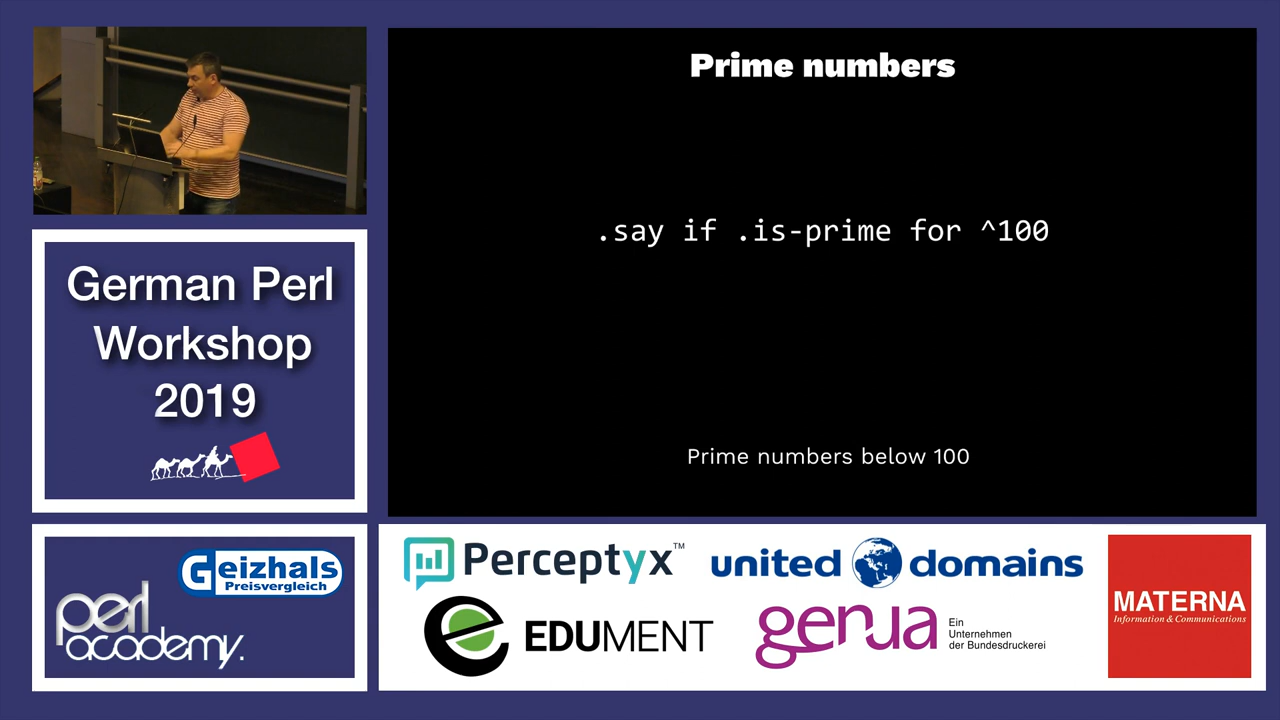 Prime numbers
.say if .is-prime for ^100
Prime numbers below 100
German Perl
Workshop
2019
Geizhals
Preisvergleich
perl
academy.
Perceptyx™
united domains
EDUMENT
genua
Ein
Unternehmen
der Bundesdruckerei
MATERNA
Information & Communications